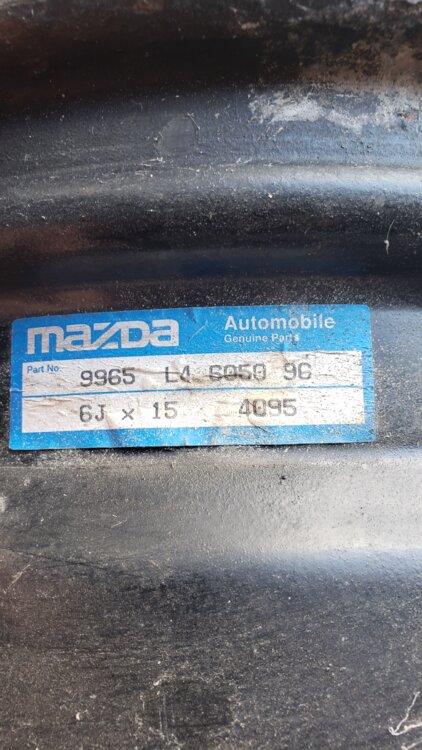 mazda
Automobile
Genuine Parts
Part No.
9965 L4 6050 9C
6J x 15 4095